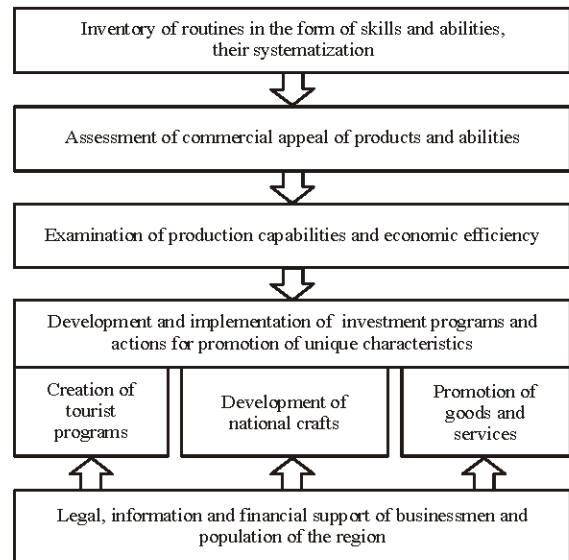 Inventory of routines in the form of skills and abilities,
their systematization
Assessment of commercial appeal of products and abilities
Examination of production capabilities and economic efficiency
Development and implementation of investment programs and
actions for promotion of unique characteristics
Creation of
tourist
programs
Development of
national crafts
Promotion of
goods and
services
Legal, information and financial support of businessmen and
population of the region